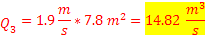 Q₃ = 1.9 m/s * 7.8 m² = 14.82 m³/s